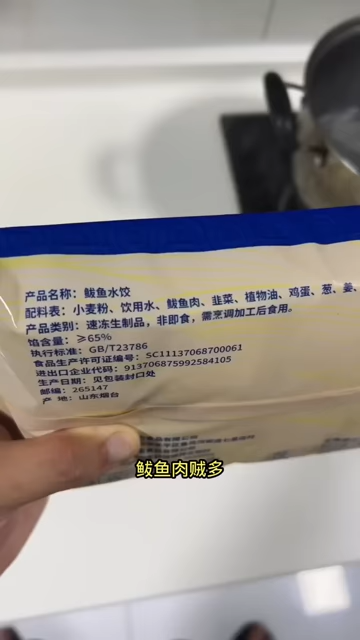 产品名称：鲅鱼水饺
配料表：小麦粉、饮用水、鲅鱼肉、韭菜、植物油、鸡蛋、葱、姜、
产品类别：速冻生制品，非即食，需烹调加工后食用。
馅含量：≥65%
执行标准：GB/T23786
食品生产许可证编号：SC11137068700061
进出口企业代码：913706875992584105
生产日期：见包装封口处
邮编：265147
产 地：山东烟台
鲅鱼肉贼多